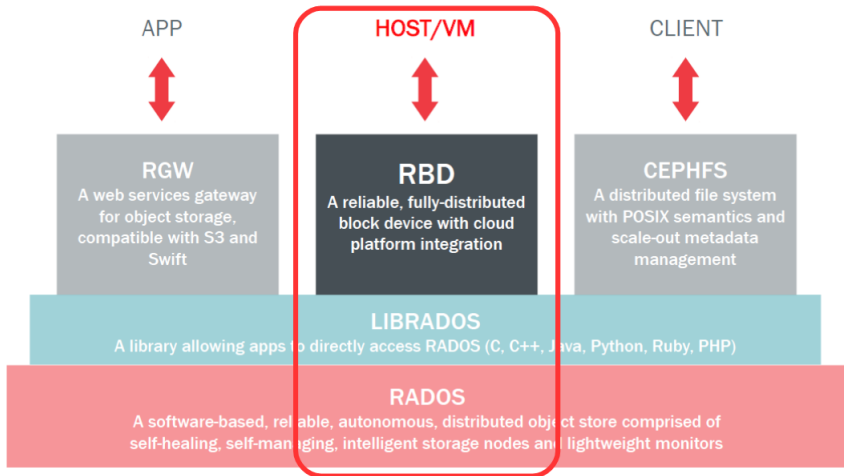 APP
HOST/VM
CLIENT
RGW
A web services gateway
for object storage,
compatible with S3 and
Swift
RBD
A reliable, fully-distributed
block device with cloud
platform integration
CEPHFS
A distributed file system
with POSIX semantics and
scale-out metadata
management
LIBRADOS
A library allowing apps to directly access RADOS (C, C++, Java, Python, Ruby, PHP)
RADOS
A software-based, reliable, autonomous, distributed object store comprised of
self-healing, self-managing, intelligent storage nodes and lightweight monitors